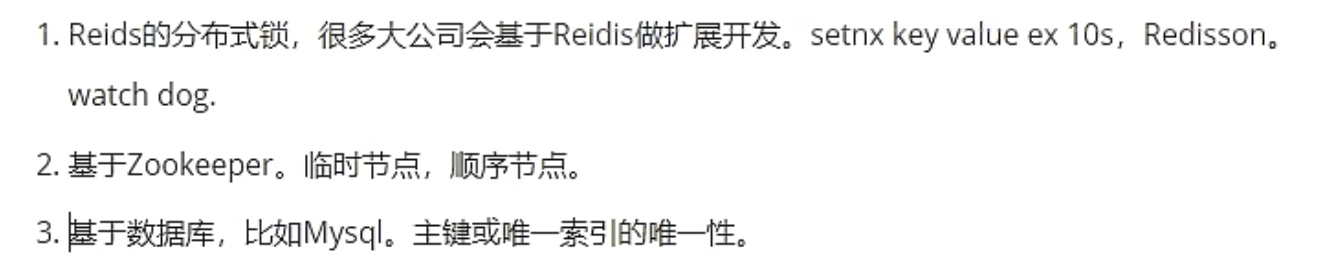 1. Reids的分布式锁，很多大公司会基于Reidis做扩展开发。setnx key value ex 10s，Redisson。
watch dog.
2. 基于Zookeeper。临时节点，顺序节点。
3. 基于数据库，比如Mysql。主键或唯一索引的唯一性。